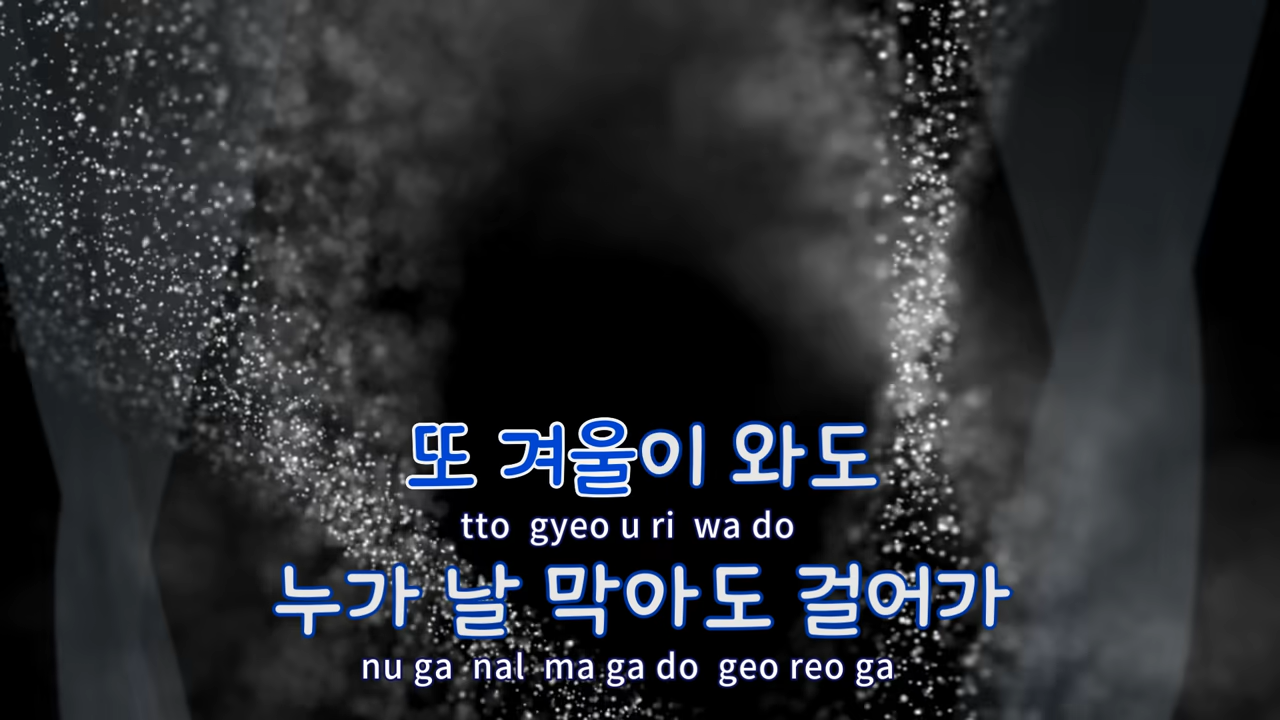 또 겨울이 와도
tto gyeo u ri wa do
누가 날 막아도 걸어가
nu ga nal ma ga do geo reo ga